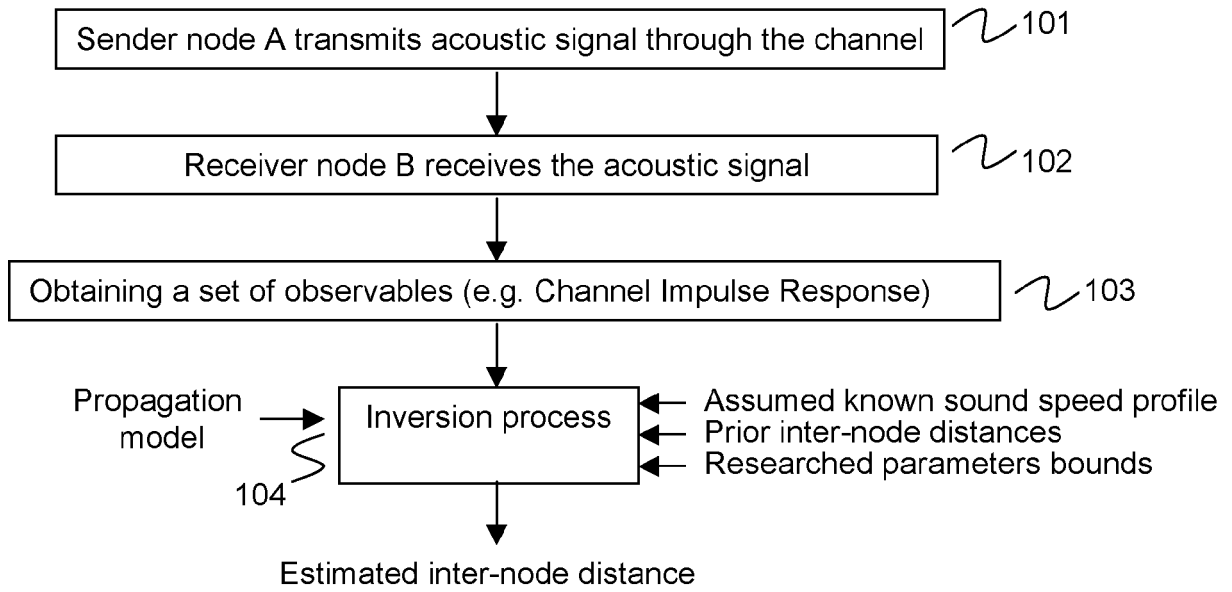 Sender node A transmits acoustic signal through the channel
101
Receiver node B receives the acoustic signal
102
Obtaining a set of observables (e.g. Channel Impulse Response)
103
Propagation
model
104
Inversion process
Assumed known sound speed profile
Prior inter-node distances
Researched parameters bounds
Estimated inter-node distance